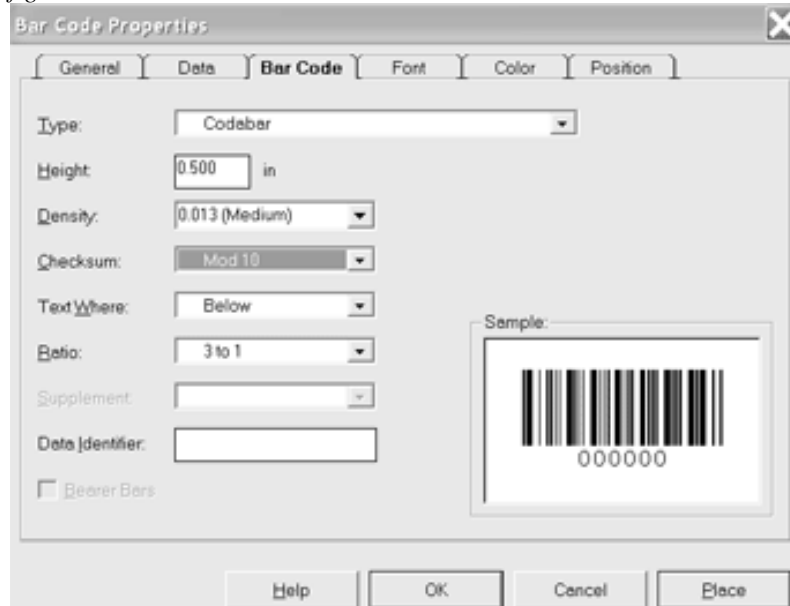 Bar Code Properties
General Data Bar Code Font Color Position
Type: Codabar
Height: 0.500 in
Density: 0.013 (Medium)
Checksum: Mod 10
Text Where: Below
Ratio: 3 to 1
Sample:
Supplement:
Data Identifier:
000000
Bearer Bars
Help OK Cancel Place